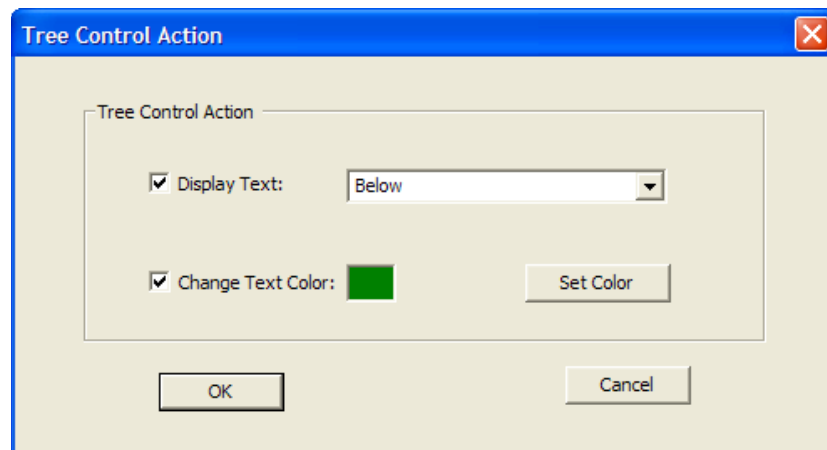 Tree Control Action
Tree Control Action
Display Text: Below
Change Text Color: Set Color
OK Cancel